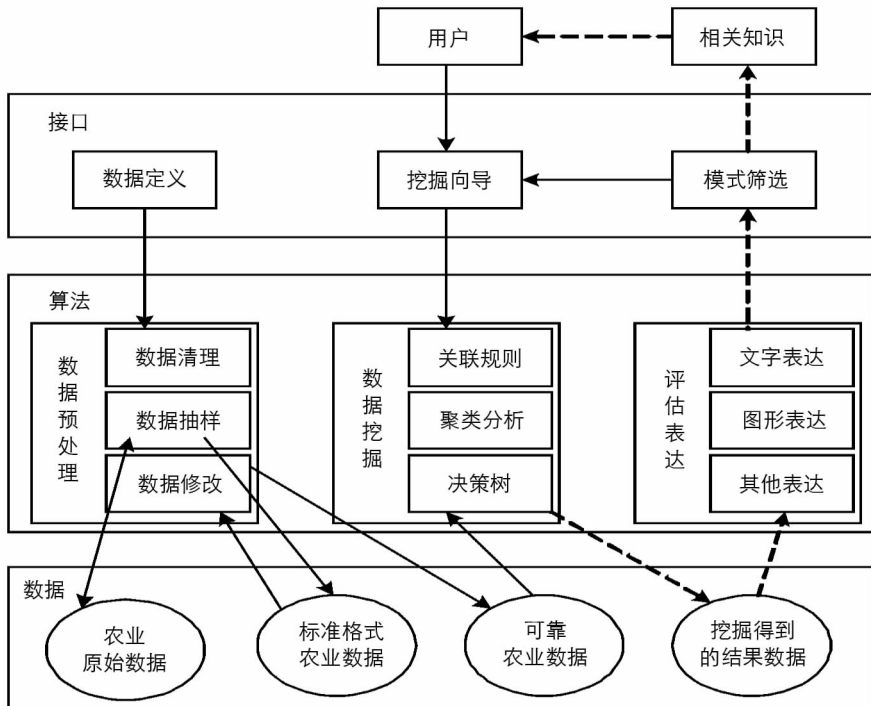 用户
相关知识
接口
数据定义
挖掘向导
模式筛选
算法
数据预处理
数据清理
数据抽样
数据修改
数据挖掘
关联规则
聚类分析
决策树
评估表达
文字表达
图形表达
其他表达
数据
农业
原始数据
标准格式
农业数据
可靠
农业数据
挖掘得到
的结果数据